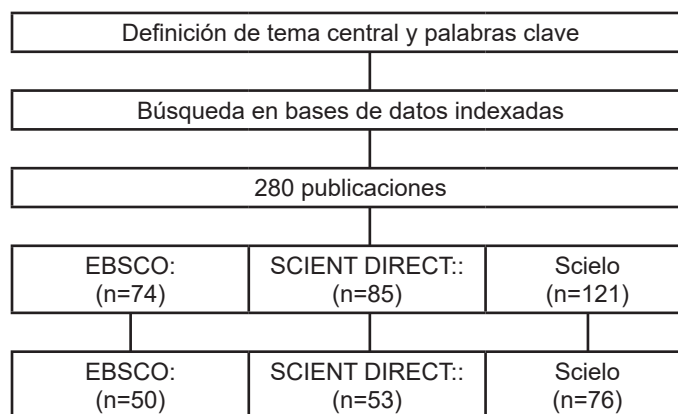 Definición de tema central y palabras clave
Búsqueda en bases de datos indexadas
280 publicaciones
EBSCO:
(n=74)
SCIENT DIRECT::
(n=85)
Scielo
(n=121)
EBSCO:
(n=50)
SCIENT DIRECT::
(n=53)
Scielo
(n=76)